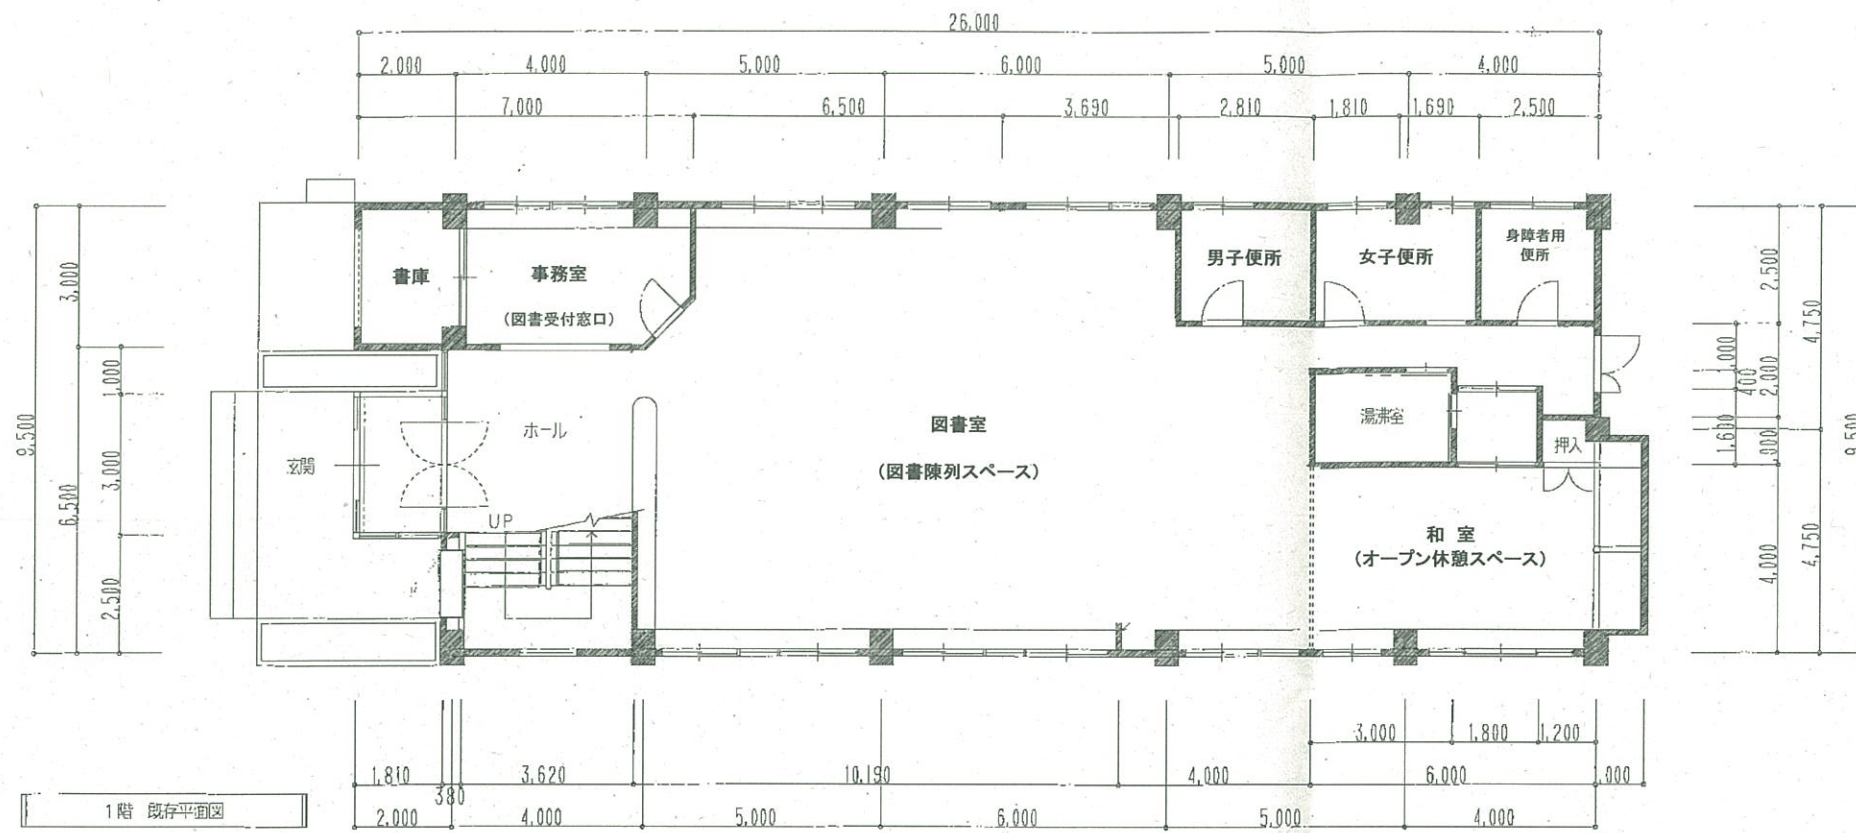 26,000
2,000 4,000 5,000 6,000 5,000 4,000
7,000 6,500 3,690 2,810 1,810 1,690 2,500
9,500
3,000
6,500
1,000
3,000
2,500
書庫
事務室
(図書受付窓口)
男子便所
女子便所
身障者用
便所
玄関
ホール
UP
図書室
(図書陳列スペース)
湯沸室
押入
和 室
(オープン休憩スペース)
2,500
2,000
,000
4,000
1,000
400
1,600
4,750
4,750
9,500
3,000 1,800 1,200
1,810 380 3,620 10,190 4,000 6,000 ,000
2,000 4,000 5,000 6,000 5,000 4,000
1階 既存平面図